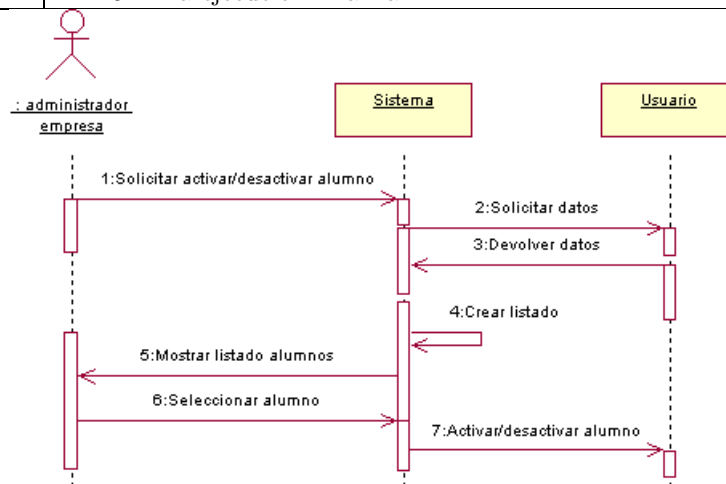 : administrador
empresa
Sistema
Usuario
1:Solicitar activar/desactivar alumno
2:Solicitar datos
3:Devolver datos
4:Crear listado
5:Mostrar listado alumnos
6:Seleccionar alumno
7:Activar/desactivar alumno